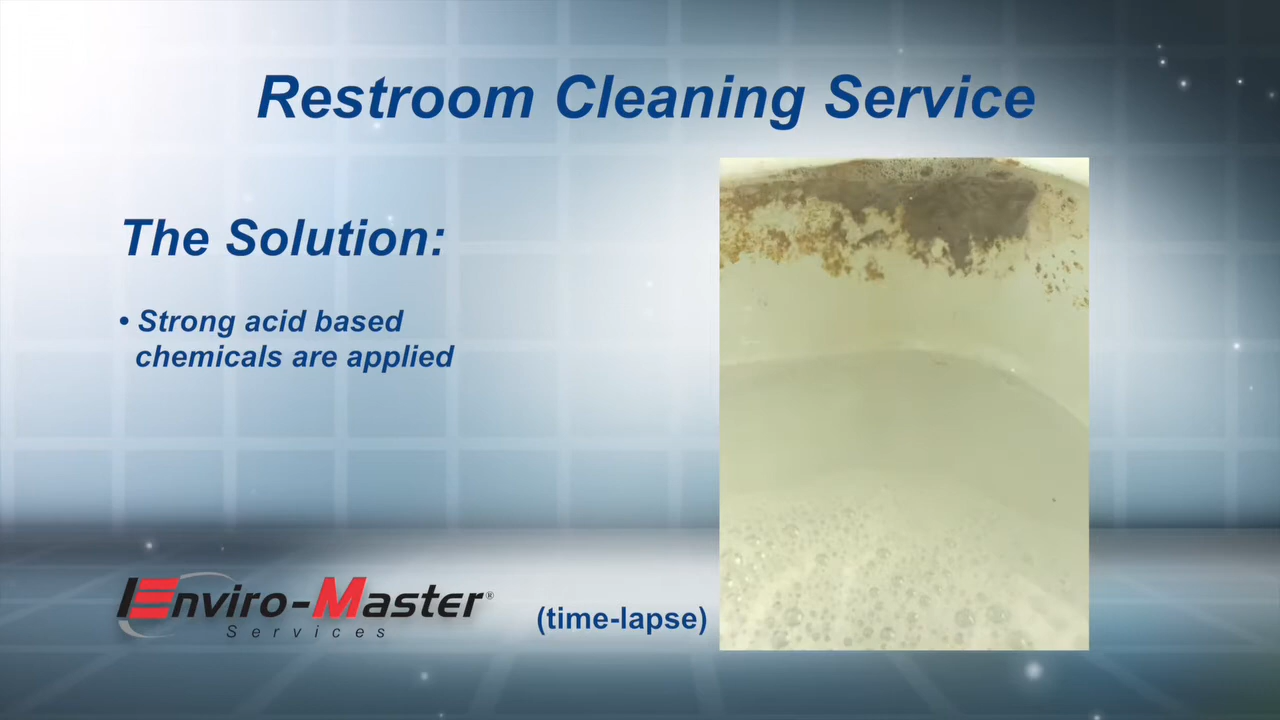 Restroom Cleaning Service
The Solution:
• Strong acid based
chemicals are applied
Enviro-Master®
Services
(time-lapse)